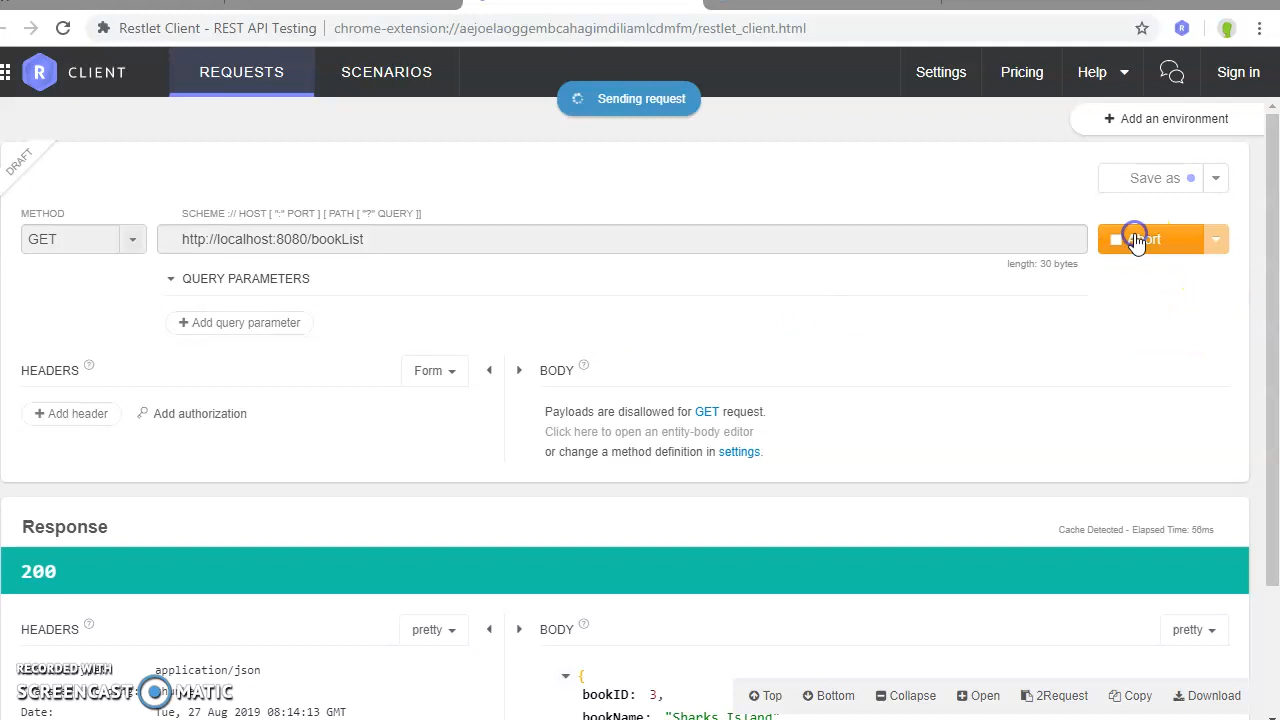 Restlet Client - REST API Testing
chrome-extension://aejoelaoggembcahagimdiliamlcdmfm/restlet_client.html
R
CLIENT
REQUESTS
SCENARIOS
Settings
Pricing
Help
Sign in
Sending request
+ Add an environment
DRAFT
Save as
METHOD
SCHEME :// HOST [ ":" PORT ] [ PATH [ "?" QUERY ]]
GET
http://localhost:8080/bookList
length: 30 bytes
QUERY PARAMETERS
+ Add query parameter
HEADERS
?
Form
BODY
?
+ Add header
Add authorization
Payloads are disallowed for GET request.
Click here to open an entity-body editor
or change a method definition in settings.
Response
Cache Detected - Elapsed Time: 56ms
200
HEADERS
?
pretty
BODY
?
pretty
RECORDED WITH
SCREENCAST MATIC
application/json
Date:
Tue, 27 Aug 2019 08:14:13 GMT
{
bookID: 3,
bookName: "Sharks Island"
Top
Bottom
Collapse
Open
2Request
Copy
Download